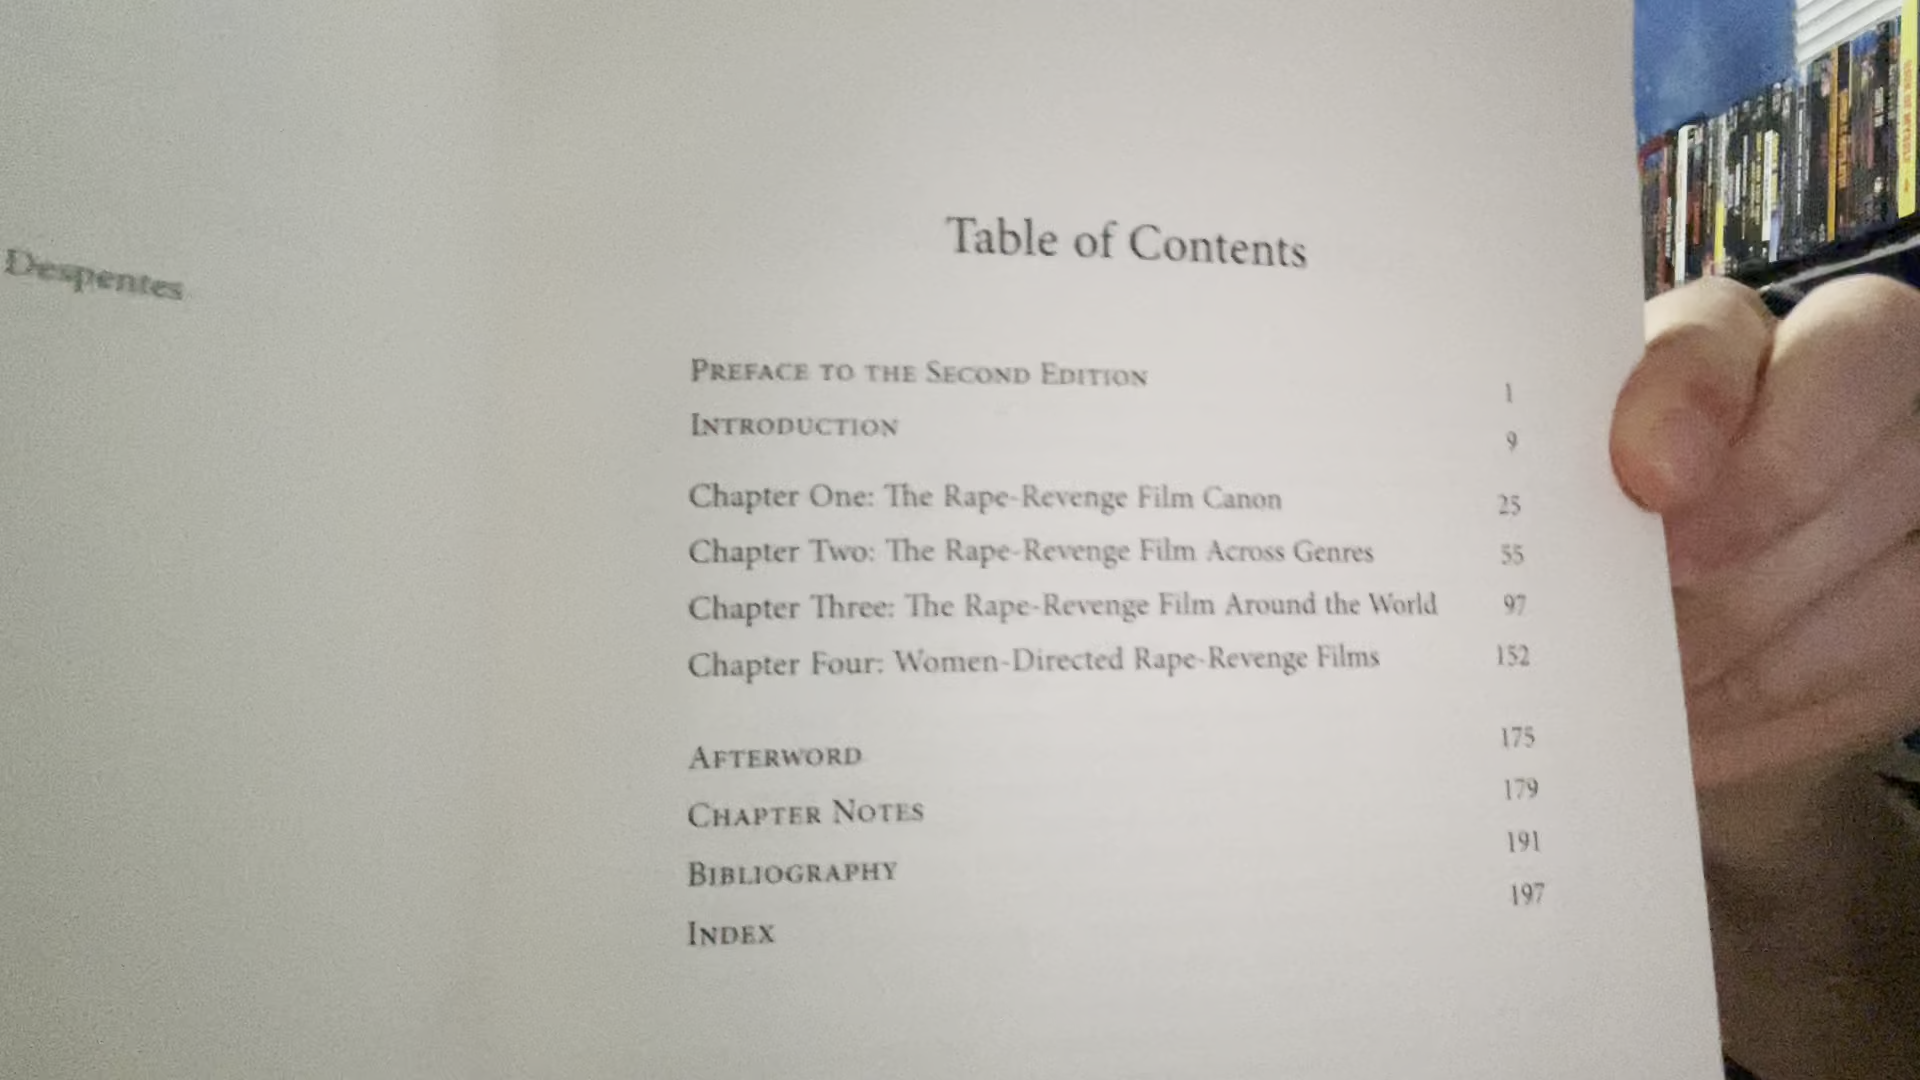 Despentes
Table of Contents
Preface to the Second Edition 1
Introduction 9
Chapter One: The Rape-Revenge Film Canon 25
Chapter Two: The Rape-Revenge Film Across Genres 55
Chapter Three: The Rape-Revenge Film Around the World 97
Chapter Four: Women-Directed Rape-Revenge Films 152
Afterword 175
Chapter Notes 179
Bibliography 191
Index 197